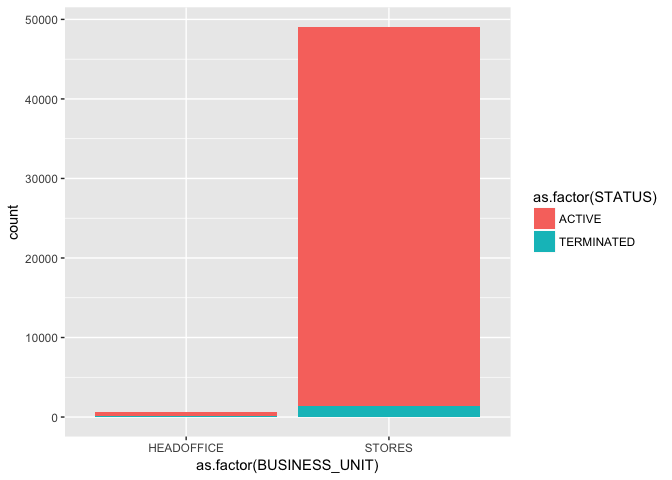 50000
40000
30000
20000
10000
0
count
HEADOFFICE
STORES
as.factor(BUSINESS_UNIT)
as.factor(STATUS)
ACTIVE
TERMINATED